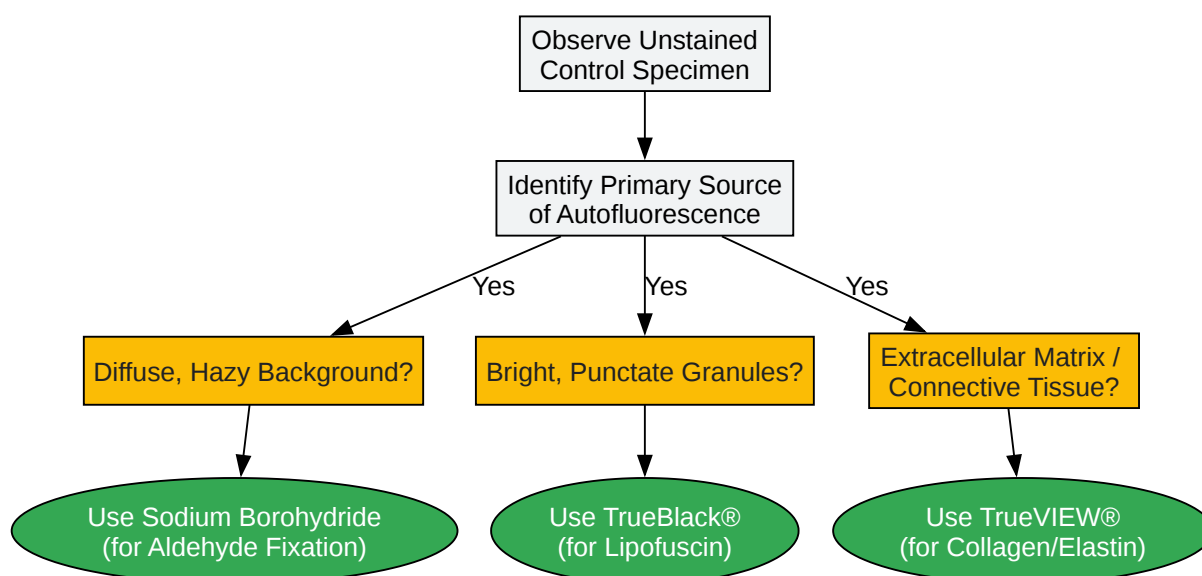 Observe Unstained
Control Specimen
Identify Primary Source
of Autofluorescence
Yes
Yes
Yes
Diffuse, Hazy Background?
Bright, Punctate Granules?
Extracellular Matrix /
Connective Tissue?
Use Sodium Borohydride
(for Aldehyde Fixation)
Use TrueBlack®
(for Lipofuscin)
Use TrueVIEW®
(for Collagen/Elastin)